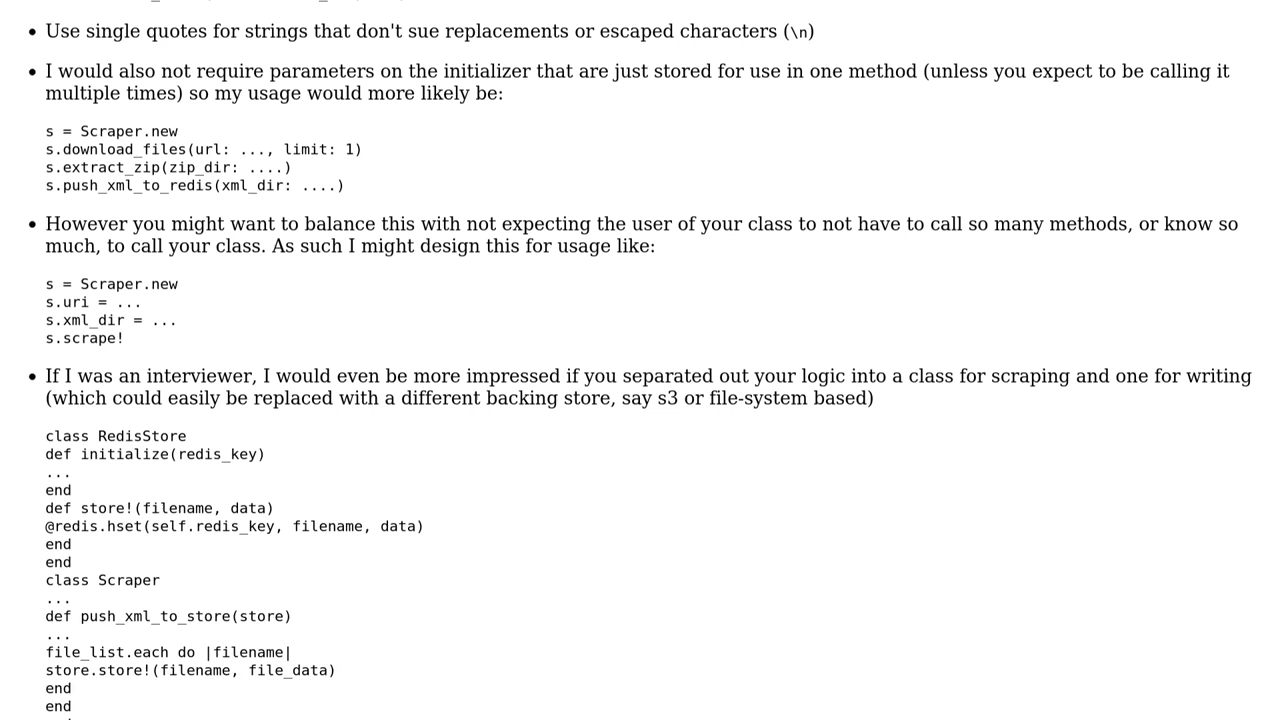 • Use single quotes for strings that don't sue replacements or escaped characters (\n)
• I would also not require parameters on the initializer that are just stored for use in one method (unless you expect to be calling it
multiple times) so my usage would more likely be:
s = Scraper.new
s.download_files(url: ..., limit: 1)
s.extract_zip(zip_dir: ....)
s.push_xml_to_redis(xml_dir: ....)
• However you might want to balance this with not expecting the user of your class to not have to call so many methods, or know so
much, to call your class. As such I might design this for usage like:
s = Scraper.new
s.uri = ...
s.xml_dir = ...
s.scrape!
• If I was an interviewer, I would even be more impressed if you separated out your logic into a class for scraping and one for writing
(which could easily be replaced with a different backing store, say s3 or file-system based)
class RedisStore
def initialize(redis_key)
...
end
def store!(filename, data)
@redis.hset(self.redis_key, filename, data)
end
end
class Scraper
...
def push_xml_to_store(store)
...
file_list.each do |filename|
store.store!(filename, file_data)
end
end